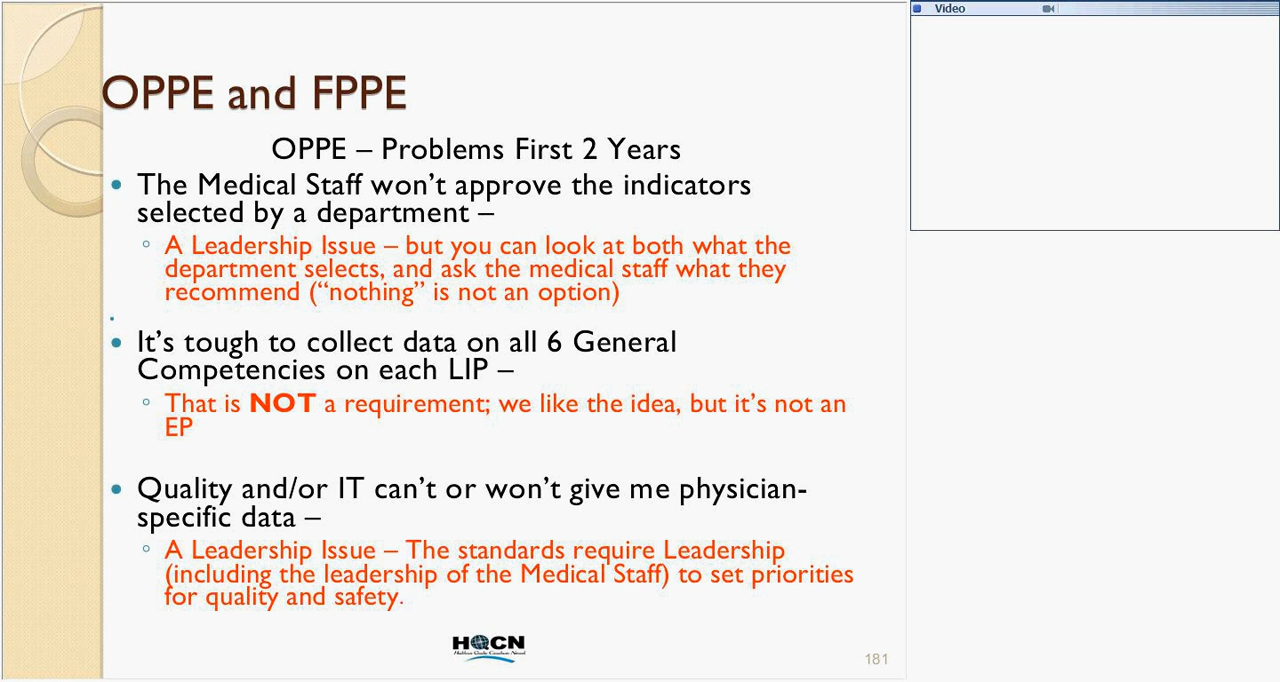 Video
OPPE and FPPE
OPPE – Problems First 2 Years
• The Medical Staff won’t approve the indicators
selected by a department –
◦ A Leadership Issue – but you can look at both what the
department selects, and ask the medical staff what they
recommend (“nothing” is not an option)
•
• It’s tough to collect data on all 6 General
Competencies on each LIP –
◦ That is NOT a requirement; we like the idea, but it’s not an
EP
• Quality and/or IT can’t or won’t give me physician-
specific data –
◦ A Leadership Issue – The standards require Leadership
(including the leadership of the Medical Staff) to set priorities
for quality and safety.
HQCN
181